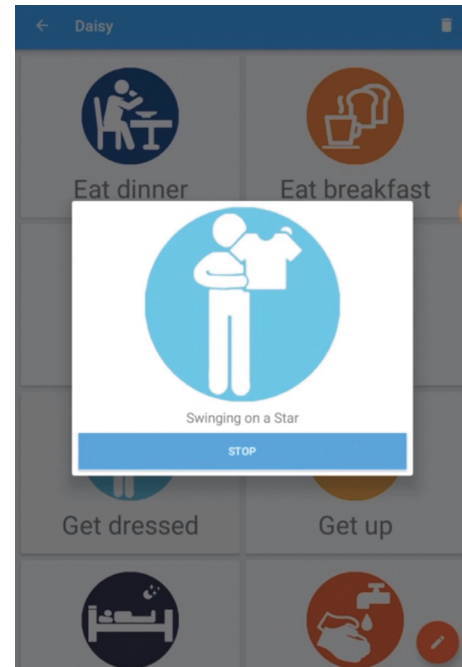 Daisy
Eat dinner
Eat breakfast
Swinging on a Star
STOP
Get dressed
Get up